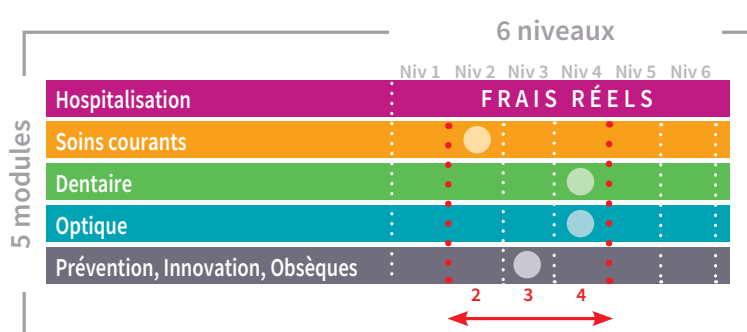 6 niveaux
Niv 1 Niv 2 Niv 3 Niv 4 Niv 5 Niv 6
5 modules
Hospitalisation FRAIS RÉELS
Soins courants
Dentaire
Optique
Prévention, Innovation, Obsèques
2 3 4